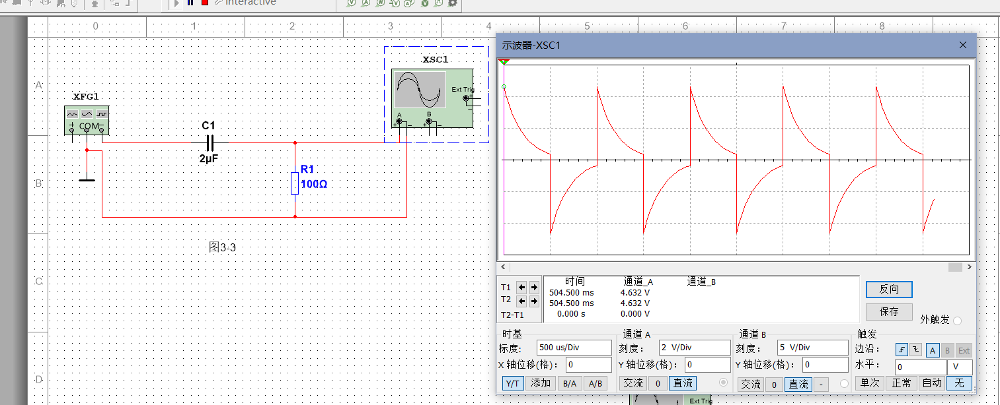 Interactive
0 1 2 3 4 5 6 7 8
A
B
C
D
XFG1
+ COM −
C1
2μF
R1
100Ω
XSC1
Ext Trig
+
−
A B
+ − + −
图3-3
示波器-XSC1
时间 通道_A 通道_B
T1 504.500 ms 4.632 V
T2 504.500 ms 4.632 V
T2-T1 0.000 s 0.000 V
反向
保存
外触发
时基
标度: 500 us/Div
X 轴位移(格): 0
Y/T 添加 B/A A/B
通道 A
刻度: 2 V/Div
Y 轴位移(格): 0
交流 0 直流
通道 B
刻度: 5 V/Div
Y 轴位移(格): 0
交流 0 直流 -
触发
边沿: A B Ext
水平: 0 V
单次 正常 自动 无
Ext Trig